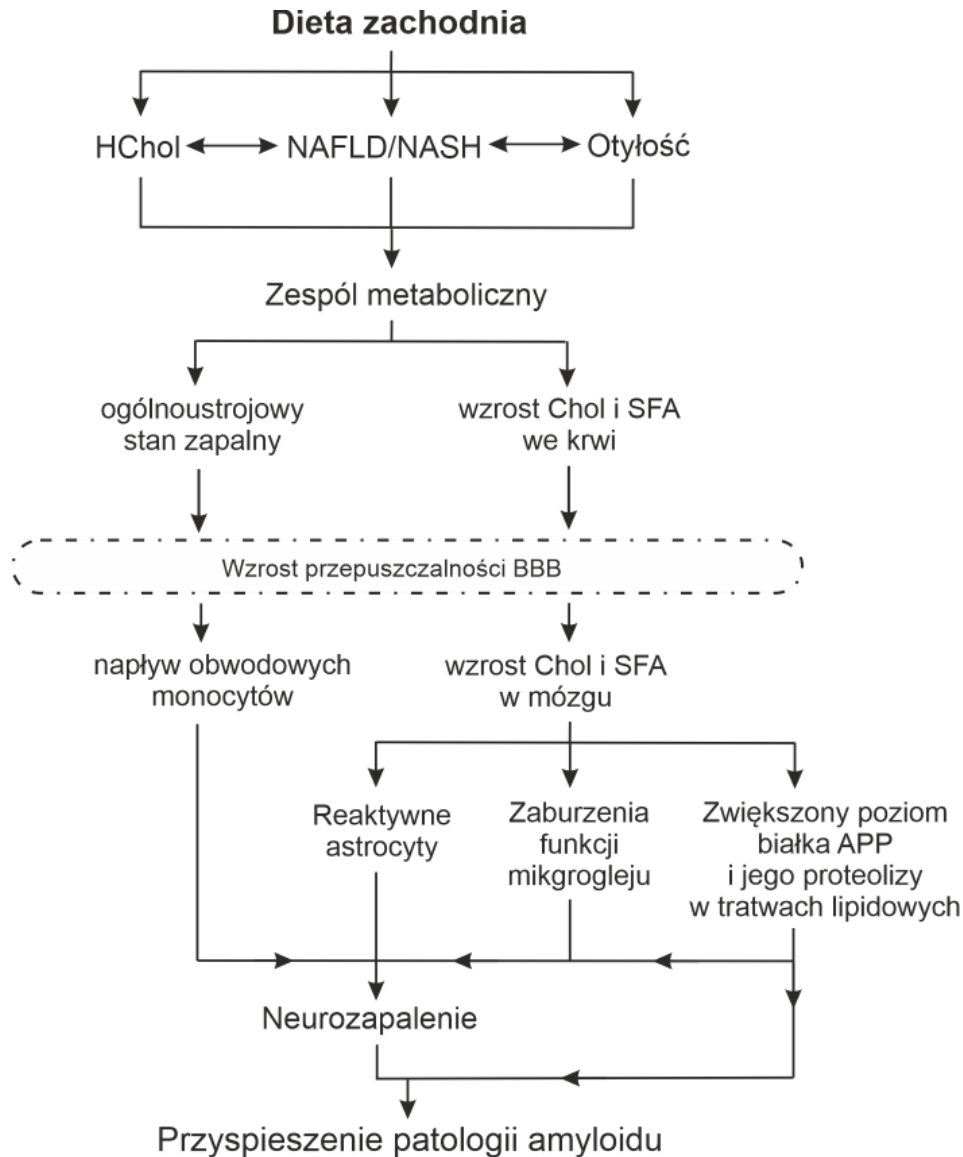 Dieta zachodnia
HChol
NAFLD/NASH
Otyłość
Zespól metaboliczny
ogólnoustrojowy
stan zapalny
wzrost Chol i SFA
we krwi
Wzrost przepuszczalności BBB
napływ obwodowych
monocytów
wzrost Chol i SFA
w mózgu
Reaktywne
astrocyty
Zaburzenia
funkcji
mikgrogleju
Zwiększony poziom
białka APP
i jego proteolizy
w tratwach lipidowych
Neurozapalenie
Przyspieszenie patologii amyloidu